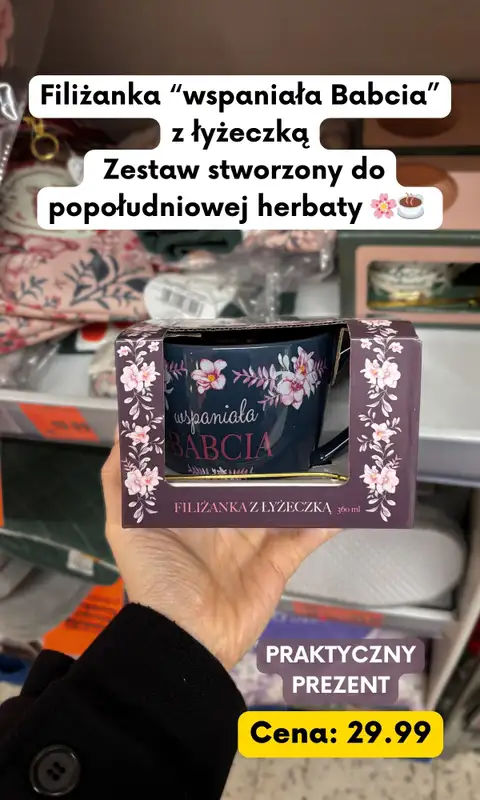 Filiżanka “wspaniała Babcia”
z łyżeczką
Zestaw stworzony do
popołudniowej herbaty 🌸☕
wspaniała
BABCIA
FILIŻANKA Z ŁYŻECZKĄ 360 ml
PRAKTYCZNY
PREZENT
Cena: 29.99